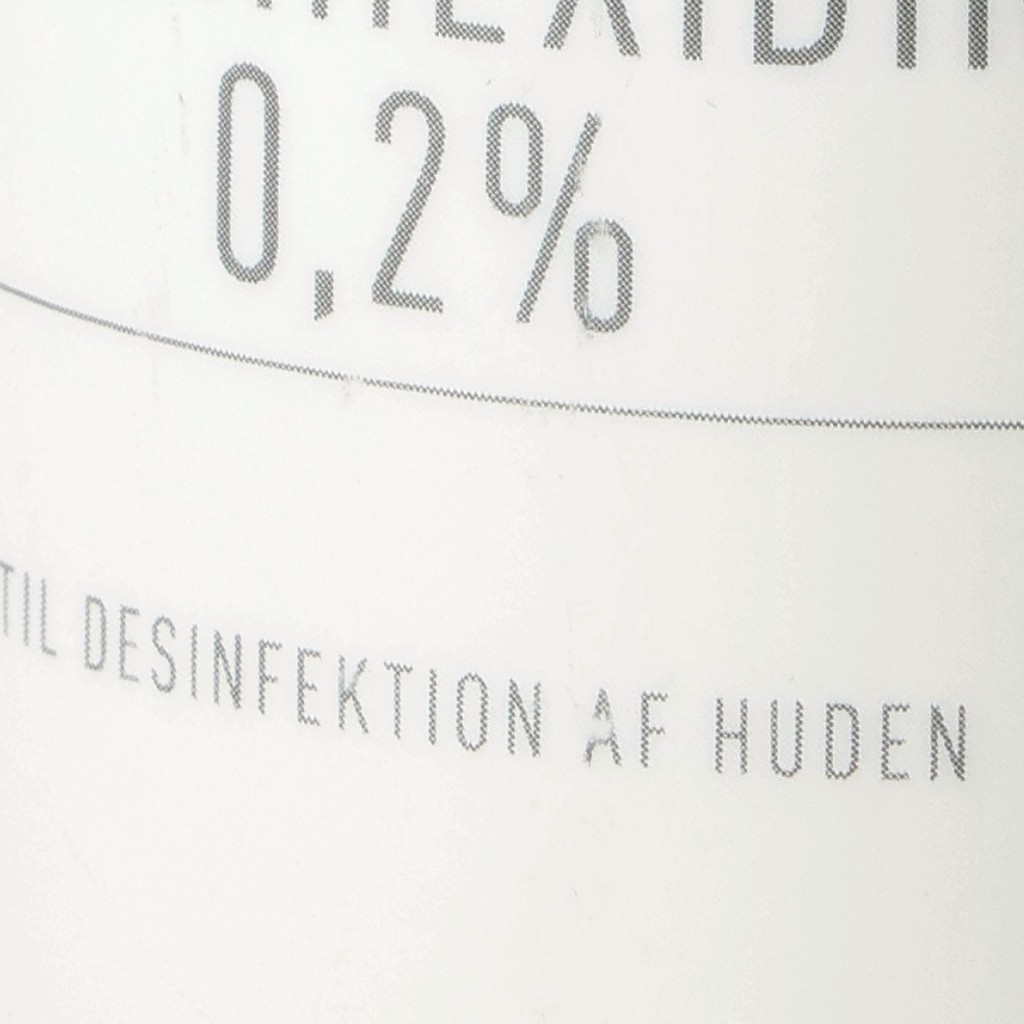 0,2%
TIL DESINFEKTION AF HUDEN